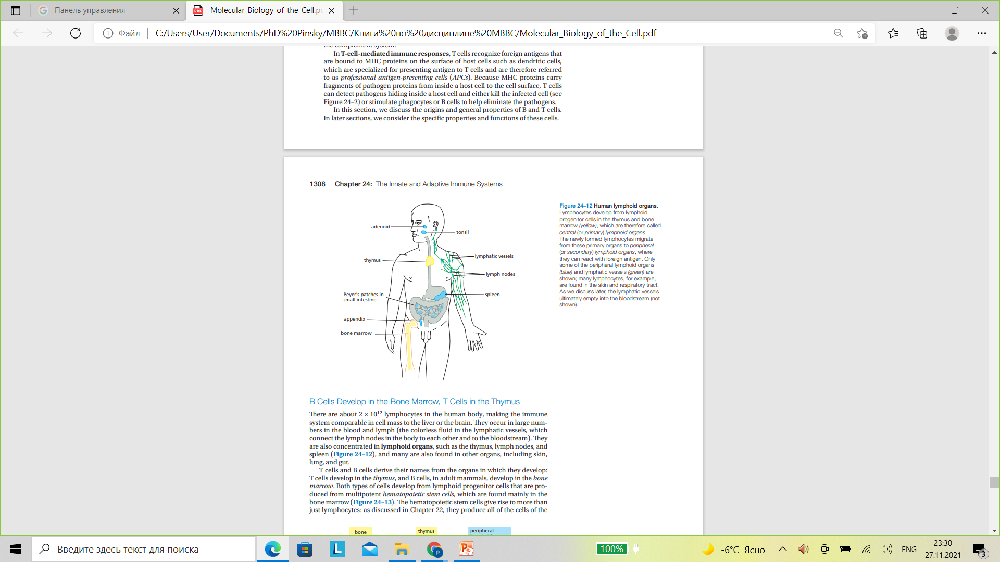 Панель управления
Molecular_Biology_of_the_Cell.pd
Файл
C:/Users/User/Documents/PhD%20Pinsky/MBBC/Книги%20по%20дисциплине%20MBBC/Molecular_Biology_of_the_Cell.pdf
the complement system.
In T-cell-mediated immune responses, T cells recognize foreign antigens that
are bound to MHC proteins on the surface of host cells such as dendritic cells,
which are specialized for presenting antigen to T cells and are therefore referred
to as professional antigen-presenting cells (APCs). Because MHC proteins carry
fragments of pathogen proteins from inside a host cell to the cell surface, T cells
can detect pathogens hiding inside a host cell and either kill the infected cell (see
Figure 24–2) or stimulate phagocytes or B cells to help eliminate the pathogens.
In this section, we discuss the origins and general properties of B and T cells.
In later sections, we consider the specific properties and functions of these cells.
1308 Chapter 24: The Innate and Adaptive Immune Systems
adenoid
tonsil
thymus
lymphatic vessels
lymph nodes
Peyer's patches in
small intestine
spleen
appendix
bone marrow
Figure 24–12 Human lymphoid organs.
Lymphocytes develop from lymphoid
progenitor cells in the thymus and bone
marrow (yellow), which are therefore called
central (or primary) lymphoid organs.
The newly formed lymphocytes migrate
from these primary organs to peripheral
(or secondary) lymphoid organs, where
they can react with foreign antigen. Only
some of the peripheral lymphoid organs
(blue) and lymphatic vessels (green) are
shown; many lymphocytes, for example,
are found in the skin and respiratory tract.
As we discuss later, the lymphatic vessels
ultimately empty into the bloodstream (not
shown).
B Cells Develop in the Bone Marrow, T Cells in the Thymus
There are about 2 × 10¹² lymphocytes in the human body, making the immune
system comparable in cell mass to the liver or the brain. They occur in large num-
bers in the blood and lymph (the colorless fluid in the lymphatic vessels, which
connect the lymph nodes in the body to each other and to the bloodstream). They
are also concentrated in lymphoid organs, such as the thymus, lymph nodes, and
spleen (Figure 24–12), and many are also found in other organs, including skin,
lung, and gut.
T cells and B cells derive their names from the organs in which they develop:
T cells develop in the thymus, and B cells, in adult mammals, develop in the bone
marrow. Both types of cells develop from lymphoid progenitor cells that are pro-
duced from multipotent hematopoietic stem cells, which are found mainly in the
bone marrow (Figure 24–13). The hematopoietic stem cells give rise to more than
just lymphocytes: as discussed in Chapter 22, they produce all of the cells of the
bone
thymus
peripheral
Введите здесь текст для поиска
100%
-6°C Ясно
ENG
23:30
27.11.2021
3